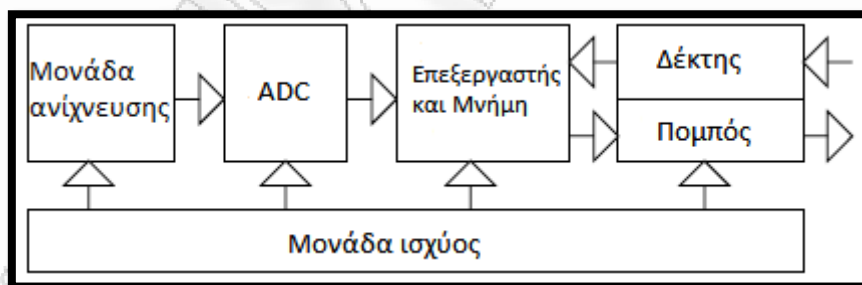 Μονάδα
ανίχνευσης
ADC
Επεξεργαστής
και Μνήμη
Δέκτης
Πομπός
Μονάδα ισχύος